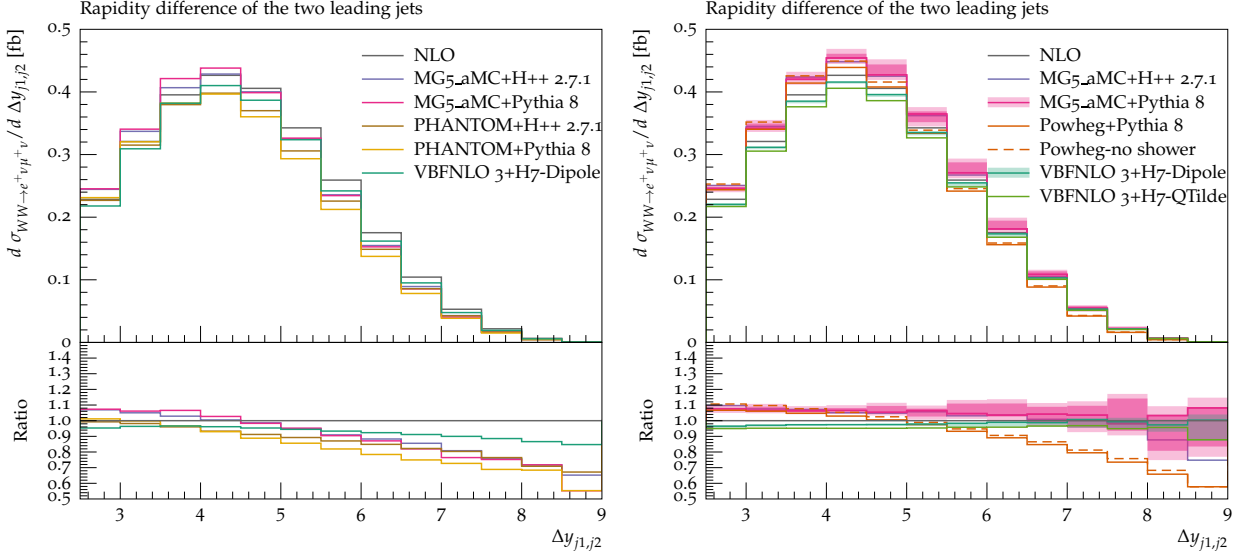 Rapidity difference of the two leading jets
d σ_{WW→e⁺νμ⁺ν} / d Δy_{j1,j2} [fb]
0.5
0.4
0.3
0.2
0.1
0
NLO
MG5_aMC+H++ 2.7.1
MG5_aMC+Pythia 8
PHANTOM+H++ 2.7.1
PHANTOM+Pythia 8
VBFNLO 3+H7-Dipole
Ratio
1.4
1.3
1.2
1.1
1.0
0.9
0.8
0.7
0.6
0.5
3 4 5 6 7 8 9
Δy_{j1,j2}
Rapidity difference of the two leading jets
d σ_{WW→e⁺νμ⁺ν} / d Δy_{j1,j2} [fb]
0.5
0.4
0.3
0.2
0.1
0
NLO
MG5_aMC+H++ 2.7.1
MG5_aMC+Pythia 8
Powheg+Pythia 8
Powheg-no shower
VBFNLO 3+H7-Dipole
VBFNLO 3+H7-QTilde
Ratio
1.4
1.3
1.2
1.1
1.0
0.9
0.8
0.7
0.6
0.5
3 4 5 6 7 8 9
Δy_{j1,j2}